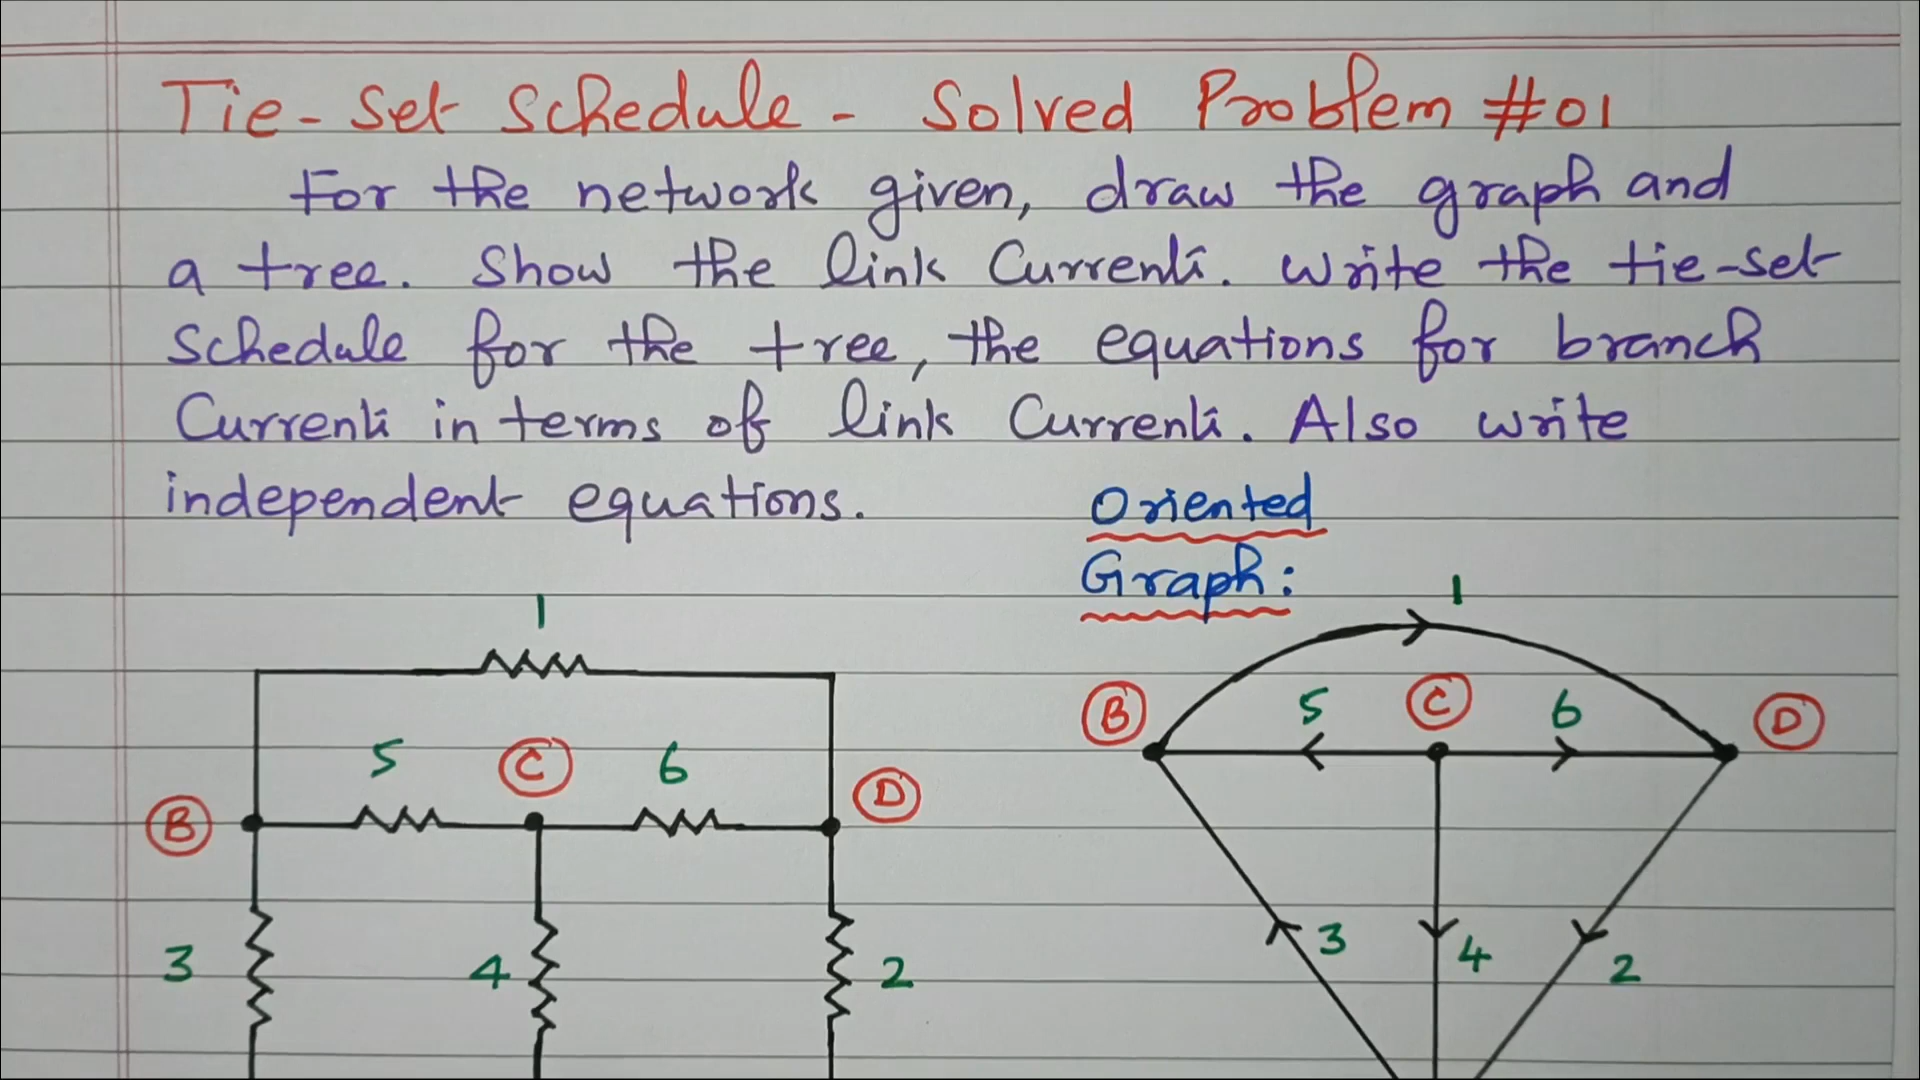 Tie-Set Schedule - Solved Problem #01
For the network given, draw the graph and
a tree. Show the link Currents. Write the tie-set
Schedule for the tree, the equations for branch
Currents in terms of link Currents. Also write
independent equations.
Oriented
Graph:
1
5
C
6
B
D
3
4
2
1
B
5
C
6
D
3
4
2